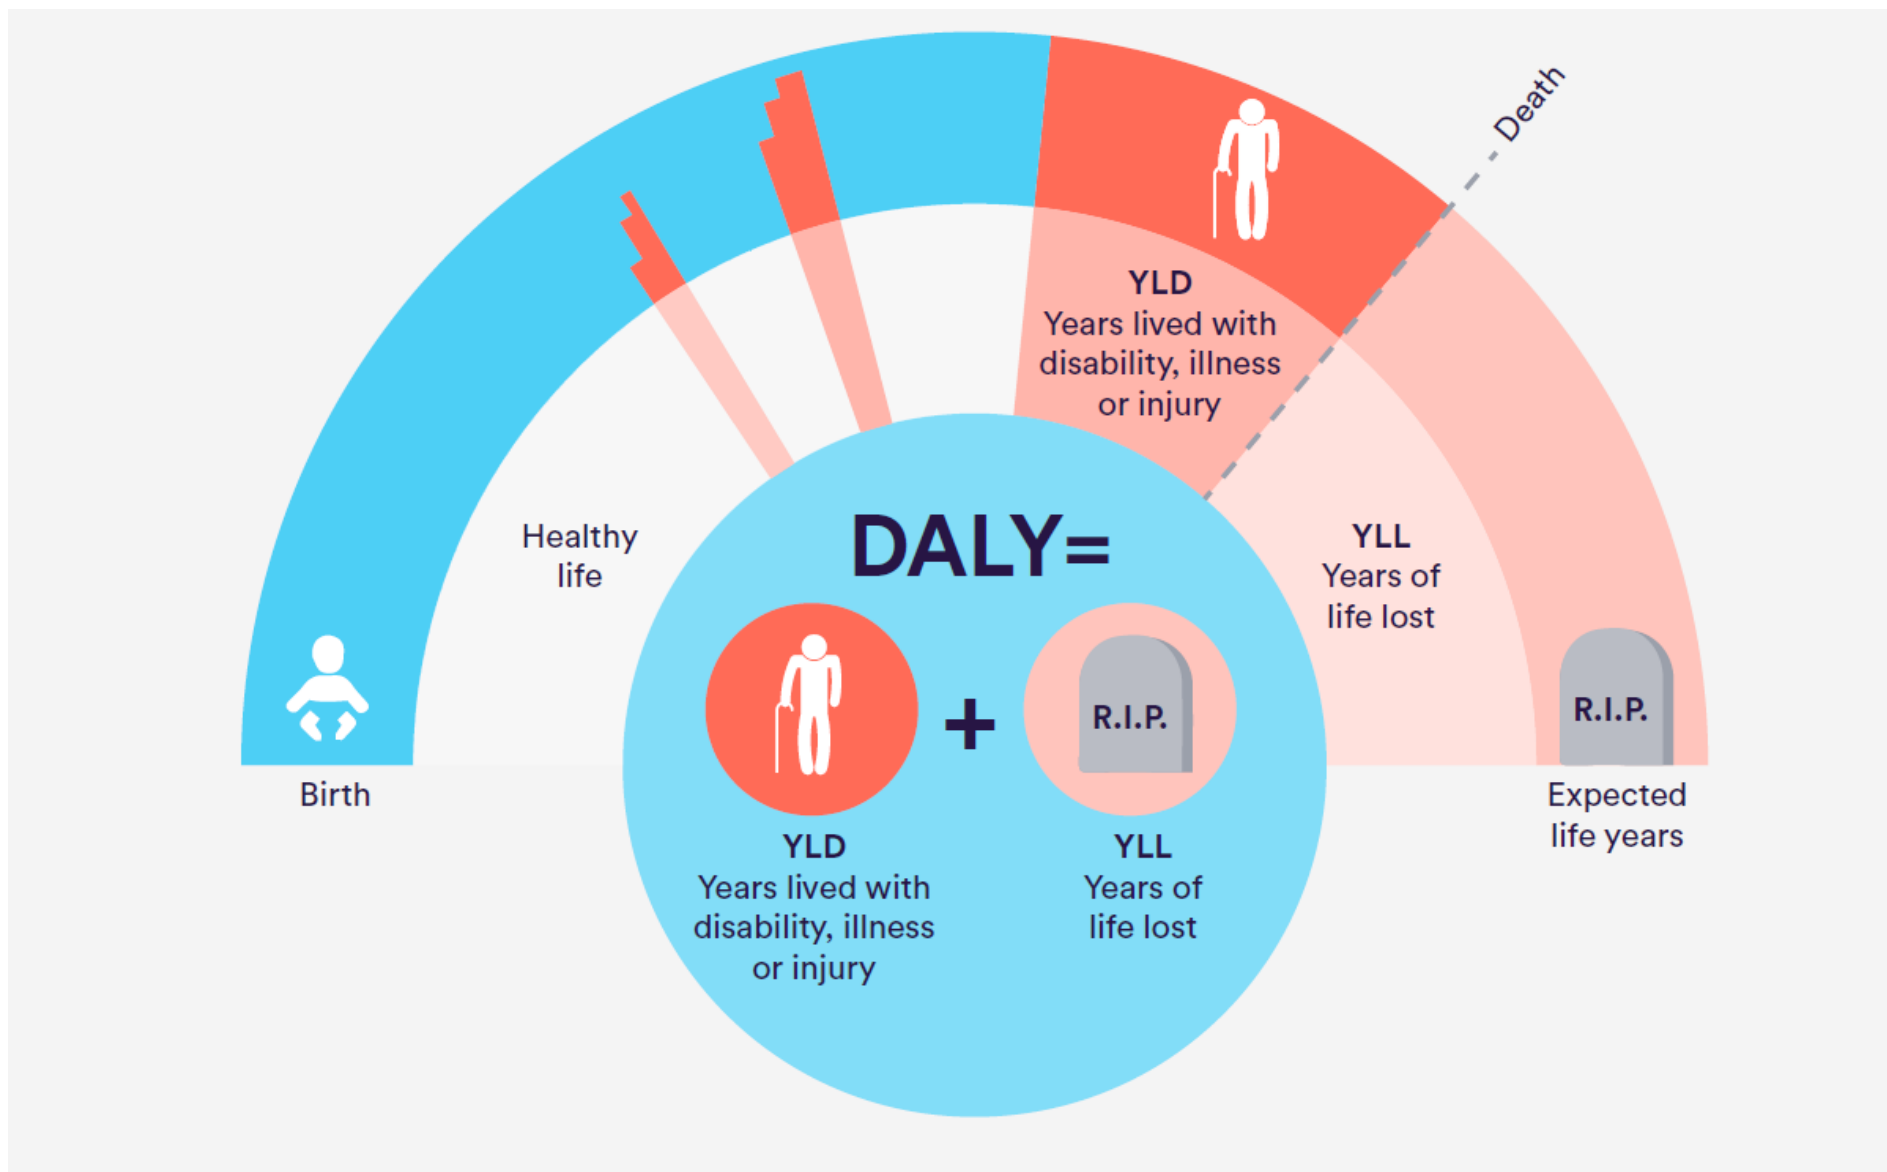 Death
YLD
Years lived with
disability, illness
or injury
Healthy
life
DALY=
YLL
Years of
life lost
R.I.P.
+
R.I.P.
Birth
Expected
life years
YLD
Years lived with
disability, illness
or injury
YLL
Years of
life lost